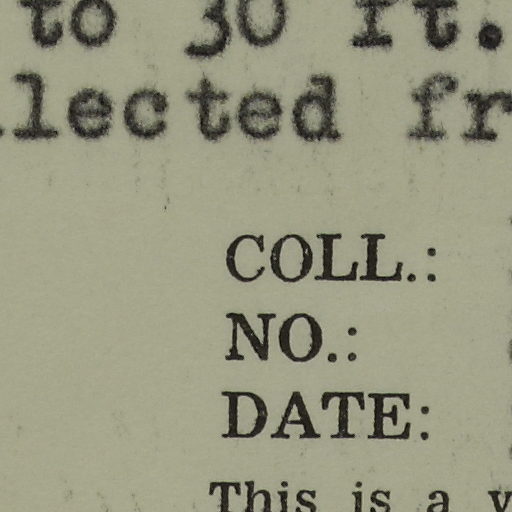 to 30 ft.
lected fr
COLL.:
NO.:
DATE:
This is a